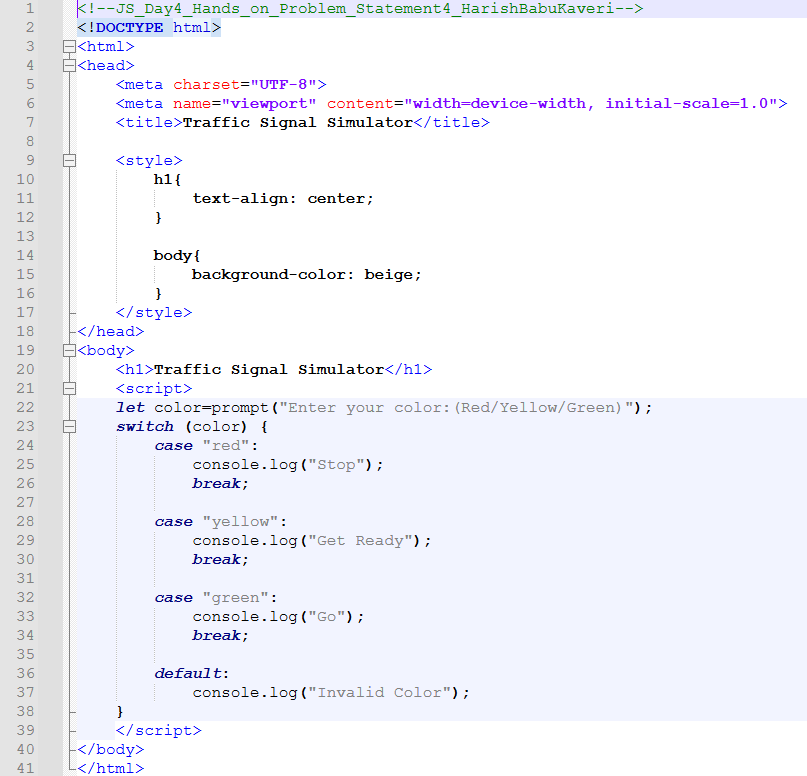 1 <!--JS_Day4_Hands_on_Problem_Statement4_HarishBabuKaveri-->
2 <!DOCTYPE html>
3 <html>
4 <head>
5     <meta charset="UTF-8">
6     <meta name="viewport" content="width=device-width, initial-scale=1.0">
7     <title>Traffic Signal Simulator</title>
8
9     <style>
10         h1{
11             text-align: center;
12         }
13
14         body{
15             background-color: beige;
16         }
17     </style>
18 </head>
19 <body>
20     <h1>Traffic Signal Simulator</h1>
21     <script>
22     let color=prompt("Enter your color:(Red/Yellow/Green)");
23     switch (color) {
24         case "red":
25             console.log("Stop");
26             break;
27
28         case "yellow":
29             console.log("Get Ready");
30             break;
31
32         case "green":
33             console.log("Go");
34             break;
35
36         default:
37             console.log("Invalid Color");
38     }
39     </script>
40 </body>
41 </html>